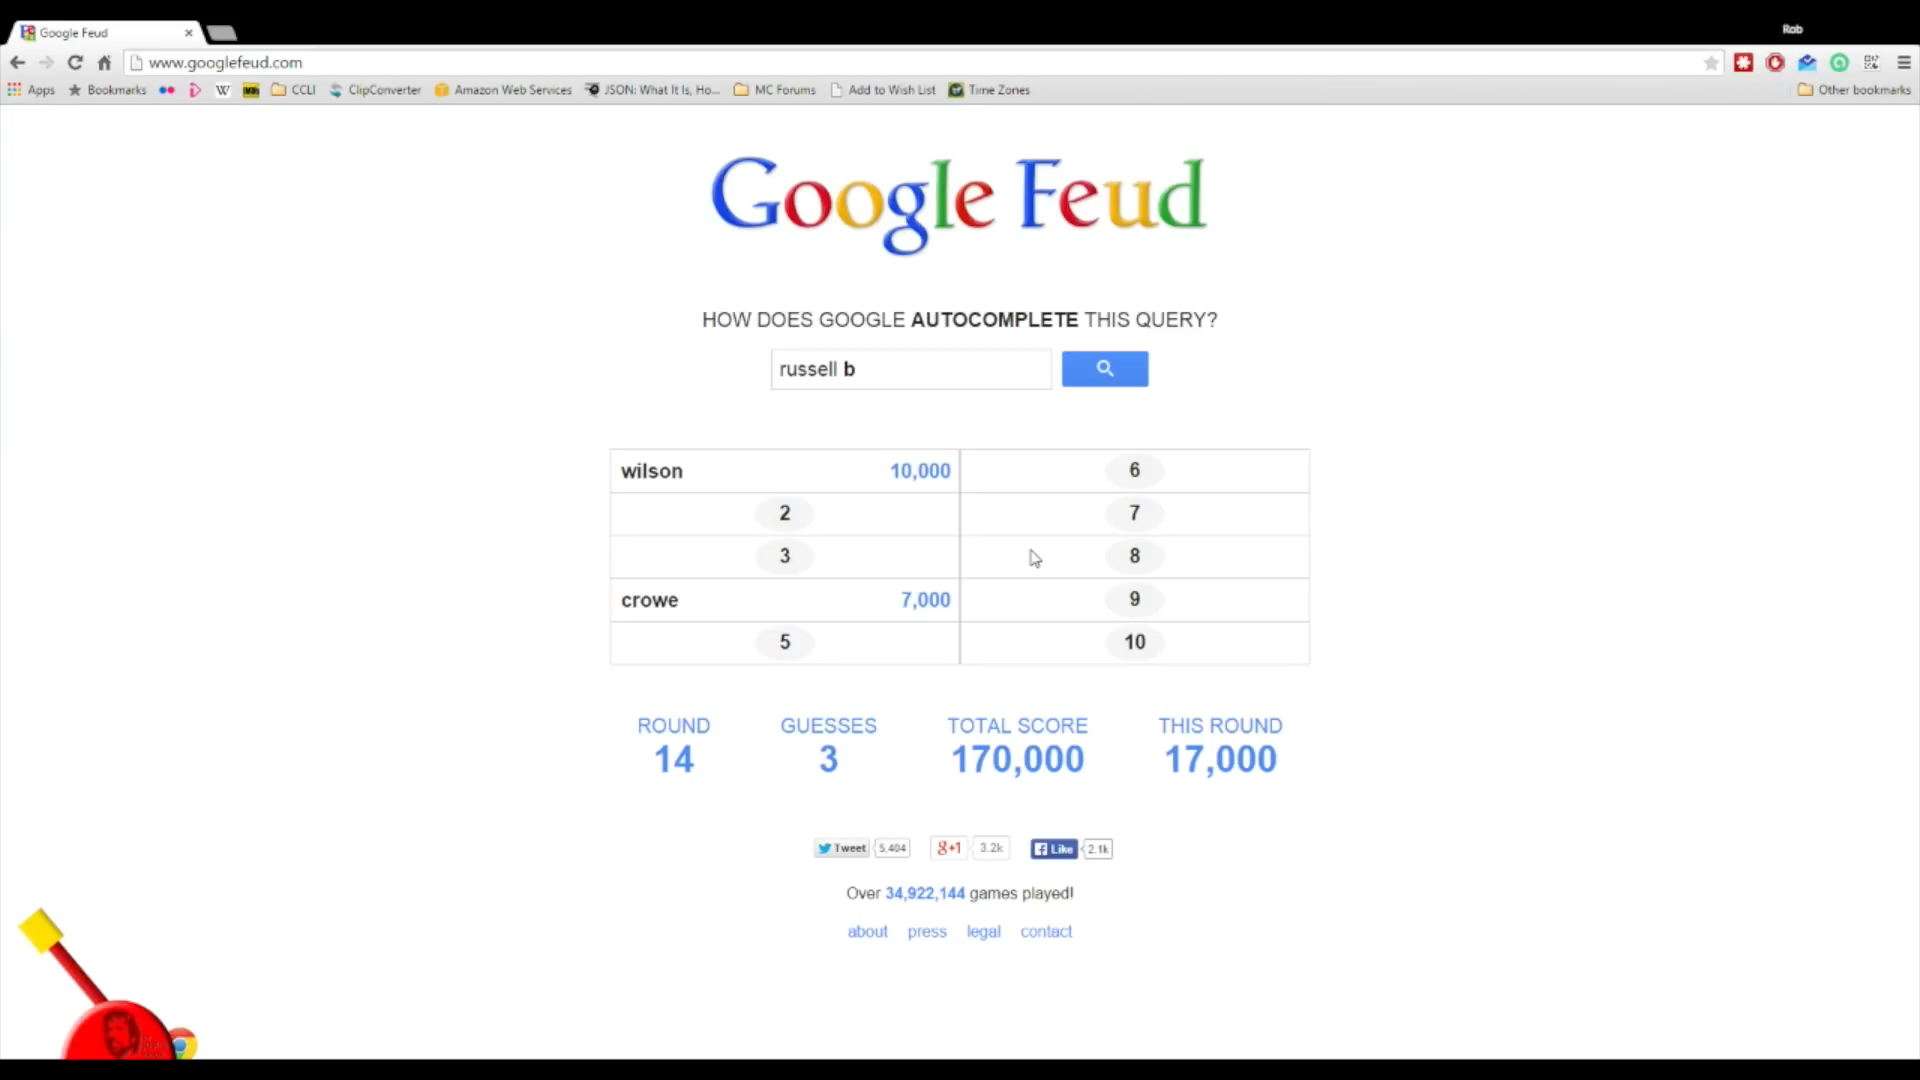 Rob
Google Feud
www.googlefeud.com
Apps Bookmarks W CCLI ClipConverter Amazon Web Services JSON: What It Is, Ho... MC Forums Add to Wish List Time Zones Other bookmarks
Google Feud
HOW DOES GOOGLE AUTOCOMPLETE THIS QUERY?
russell b
wilson 10,000 6
2 7
3 8
crowe 7,000 9
5 10
ROUND GUESSES TOTAL SCORE THIS ROUND
14 3 170,000 17,000
Tweet 5,404 g+1 3.2k Like 2.1k
Over 34,922,144 games played!
about press legal contact